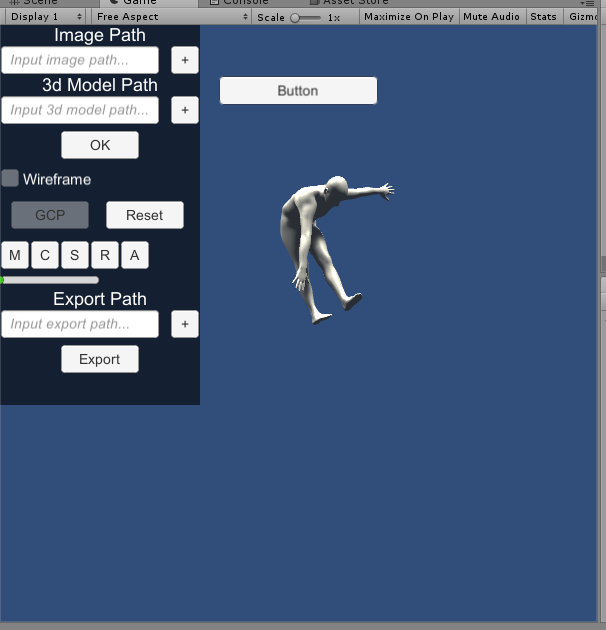 Scene Game Console Asset Store
Display 1 Free Aspect Scale 1x Maximize On Play Mute Audio Stats Gizmo
Image Path
Input image path... +
Button
3d Model Path
Input 3d model path... +
OK
Wireframe
GCP Reset
M C S R A
Export Path
Input export path... +
Export